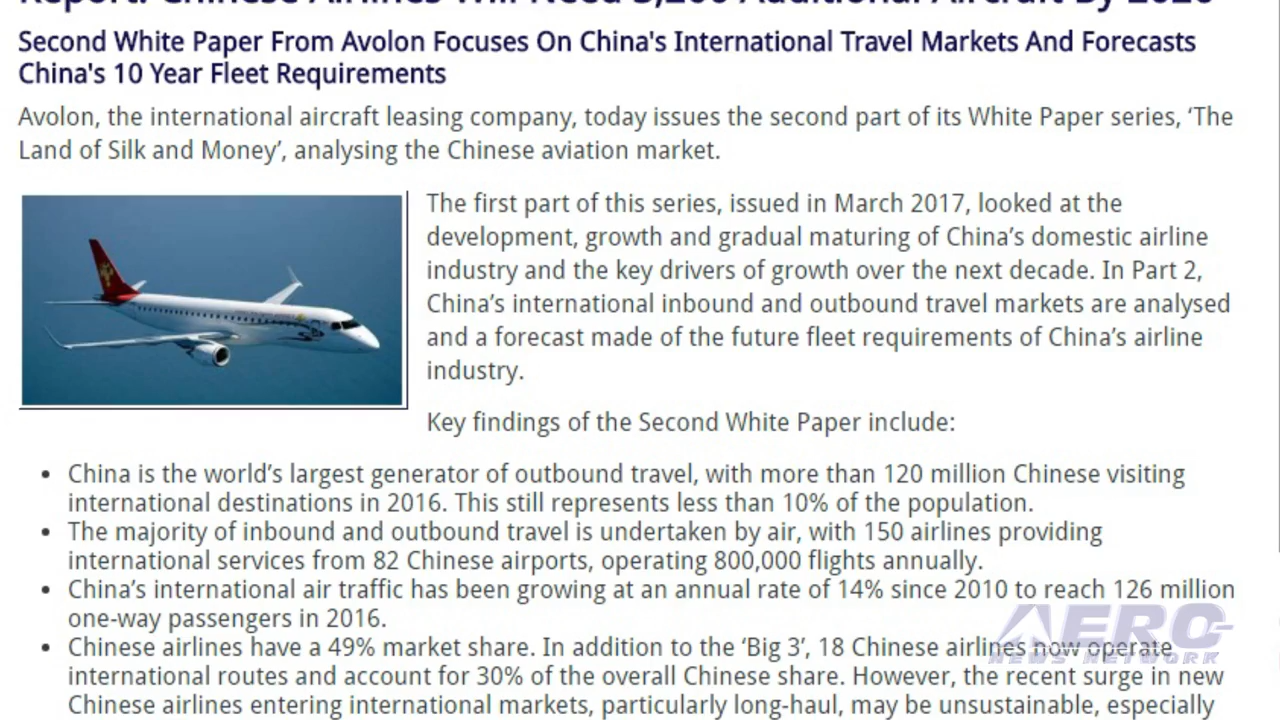 Report: Chinese Airlines Will Need 3,200 Additional Aircraft By 2026
Second White Paper From Avolon Focuses On China's International Travel Markets And Forecasts
China's 10 Year Fleet Requirements
Avolon, the international aircraft leasing company, today issues the second part of its White Paper series, ‘The
Land of Silk and Money’, analysing the Chinese aviation market.
The first part of this series, issued in March 2017, looked at the
development, growth and gradual maturing of China’s domestic airline
industry and the key drivers of growth over the next decade. In Part 2,
China’s international inbound and outbound travel markets are analysed
and a forecast made of the future fleet requirements of China’s airline
industry.
Key findings of the Second White Paper include:
• China is the world’s largest generator of outbound travel, with more than 120 million Chinese visiting
international destinations in 2016. This still represents less than 10% of the population.
• The majority of inbound and outbound travel is undertaken by air, with 150 airlines providing
international services from 82 Chinese airports, operating 800,000 flights annually.
• China’s international air traffic has been growing at an annual rate of 14% since 2010 to reach 126 million
one-way passengers in 2016.
• Chinese airlines have a 49% market share. In addition to the ‘Big 3’, 18 Chinese airlines now operate
international routes and account for 30% of the overall Chinese share. However, the recent surge in new
Chinese airlines entering international markets, particularly long-haul, may be unsustainable, especially
AERO
NEWS NETWORK